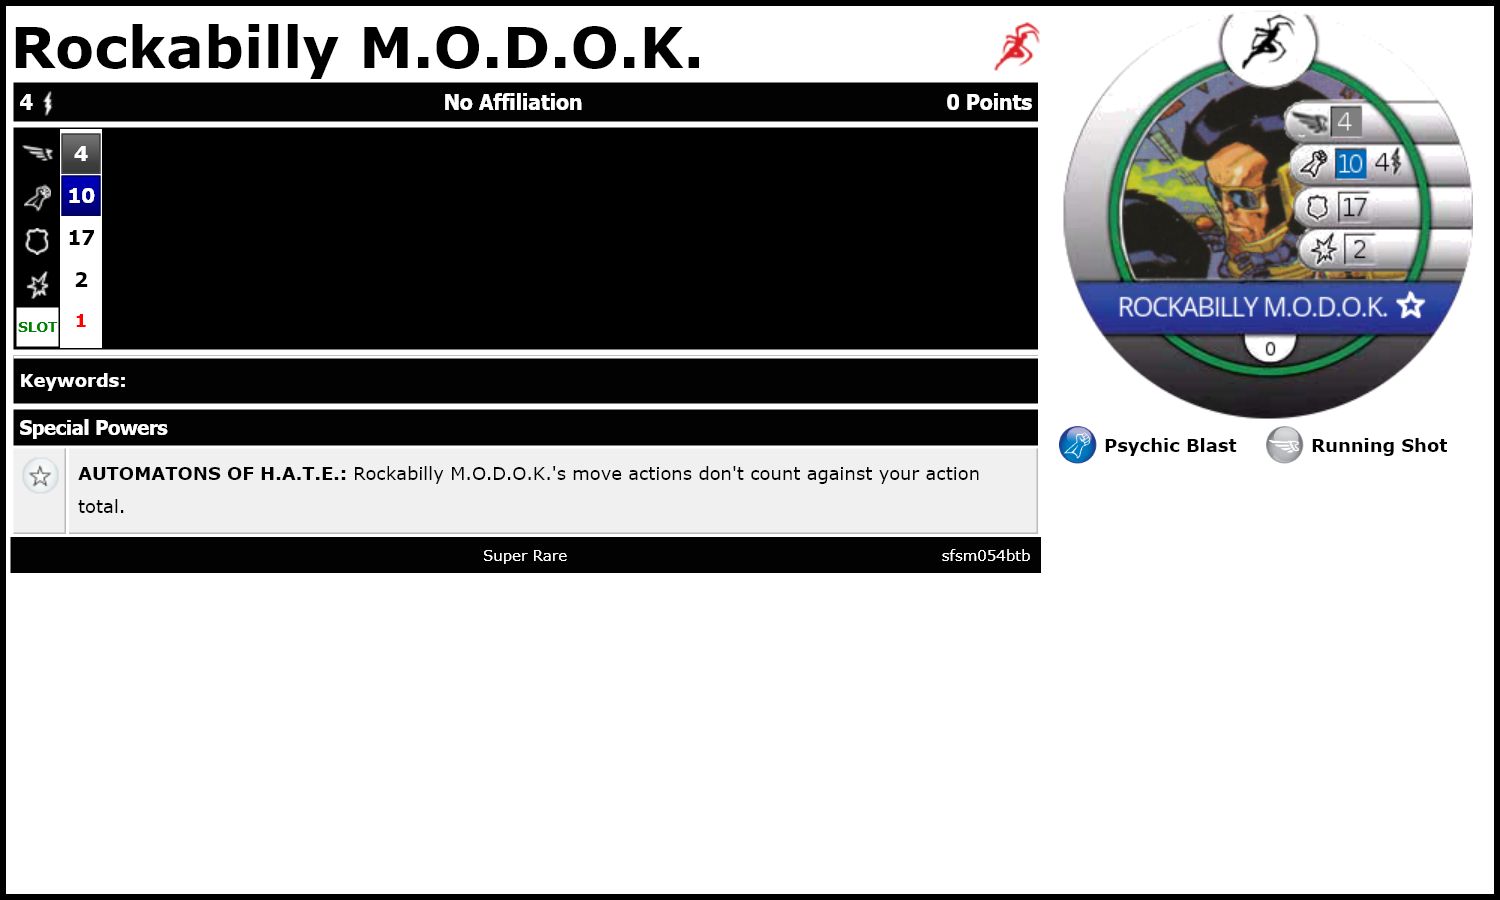 Rockabilly M.O.D.O.K.
4 No Affiliation 0 Points
4
10
17
2
SLOT 1
Keywords:
Special Powers
AUTOMATONS OF H.A.T.E.: Rockabilly M.O.D.O.K.'s move actions don't count against your action
total.
Super Rare sfsm054btb
4
10 4
17
2
ROCKABILLY M.O.D.O.K.
0
Psychic Blast Running Shot